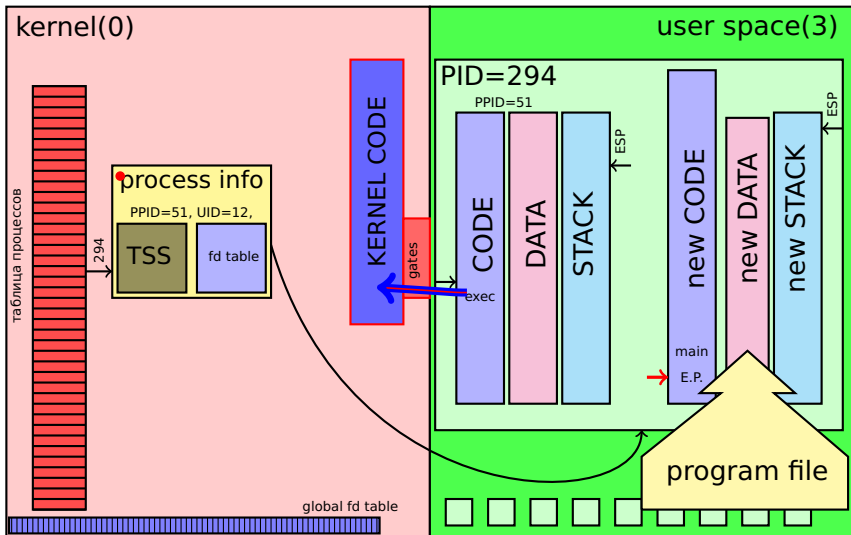 kernel(0)
user space(3)
PID=294
PPID=51
ESP
ESP
KERNEL CODE
CODE
DATA
STACK
new CODE
new DATA
new STACK
process info
PPID=51, UID=12,
TSS
fd table
294
таблица процессов
gates
exec
main
E.P.
program file
global fd table